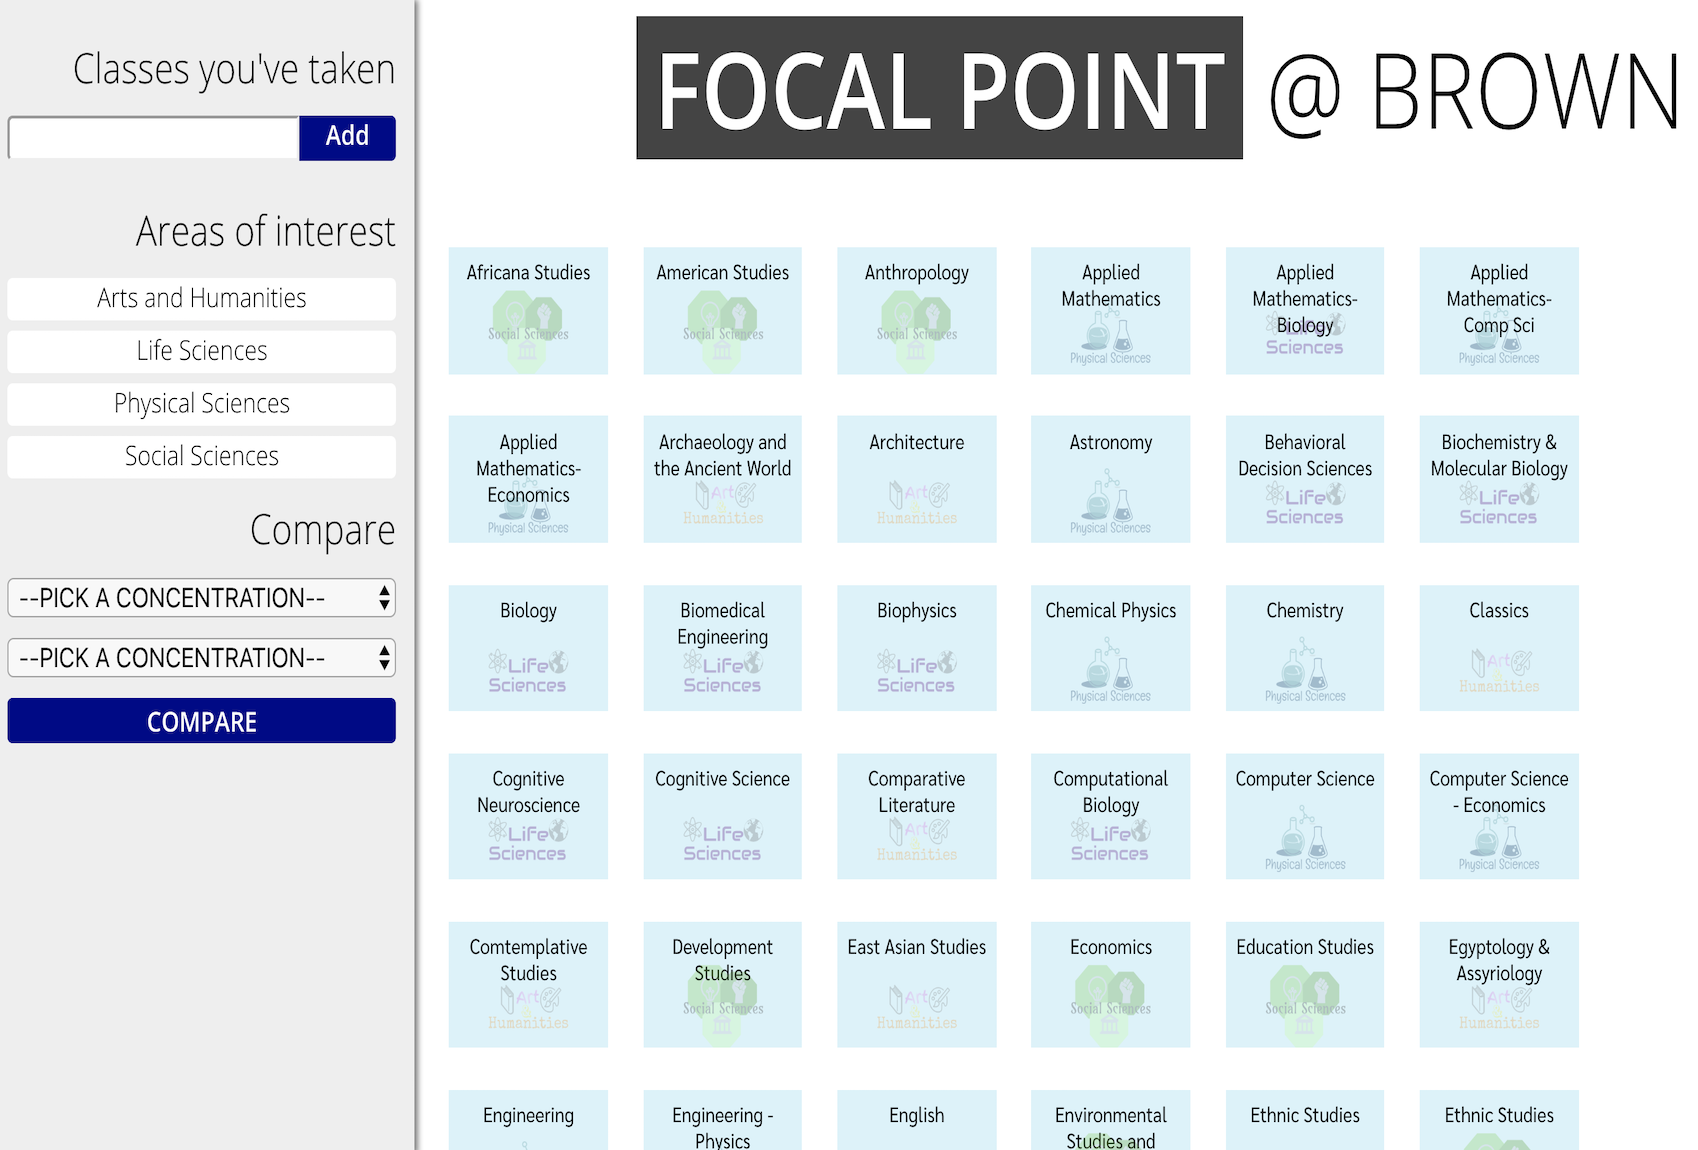 Classes you've taken
Add
Areas of interest
Arts and Humanities
Life Sciences
Physical Sciences
Social Sciences
Compare
--PICK A CONCENTRATION--
--PICK A CONCENTRATION--
COMPARE
FOCAL POINT @ BROWN
Africana Studies
Social Sciences
American Studies
Social Sciences
Anthropology
Social Sciences
Applied
Mathematics
Physical Sciences
Applied
Mathematics-
Biology
Life
Sciences
Applied
Mathematics-
Comp Sci
Physical Sciences
Applied
Mathematics-
Economics
Physical Sciences
Archaeology and
the Ancient World
Art
&
Humanities
Architecture
Art
&
Humanities
Astronomy
Physical Sciences
Behavioral
Decision Sciences
Life
Sciences
Biochemistry &
Molecular Biology
Life
Sciences
Biology
Life
Sciences
Biomedical
Engineering
Life
Sciences
Biophysics
Life
Sciences
Chemical Physics
Physical Sciences
Chemistry
Physical Sciences
Classics
Art
&
Humanities
Cognitive
Neuroscience
Life
Sciences
Cognitive Science
Life
Sciences
Comparative
Literature
Art
&
Humanities
Computational
Biology
Life
Sciences
Computer Science
Physical Sciences
Computer Science
- Economics
Physical Sciences
Comtemplative
Studies
Art
&
Humanities
Development
Studies
Social Sciences
East Asian Studies
Art
&
Humanities
Economics
Social Sciences
Education Studies
Social Sciences
Egyptology &
Assyriology
Art
&
Humanities
Engineering
Engineering -
Physics
English
Environmental
Studies and
Ethnic Studies
Ethnic Studies